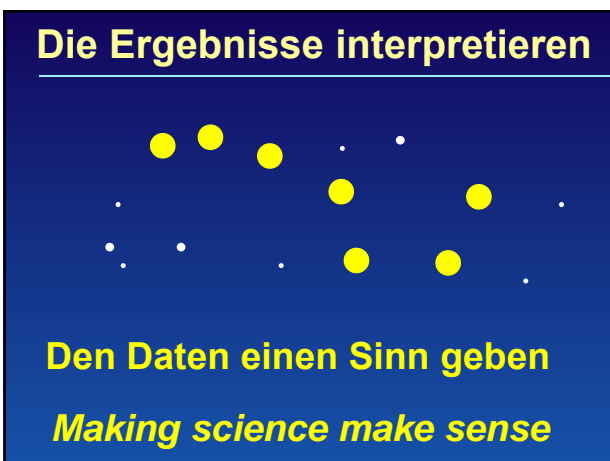 Die Ergebnisse interpretieren
Den Daten einen Sinn geben
Making science make sense